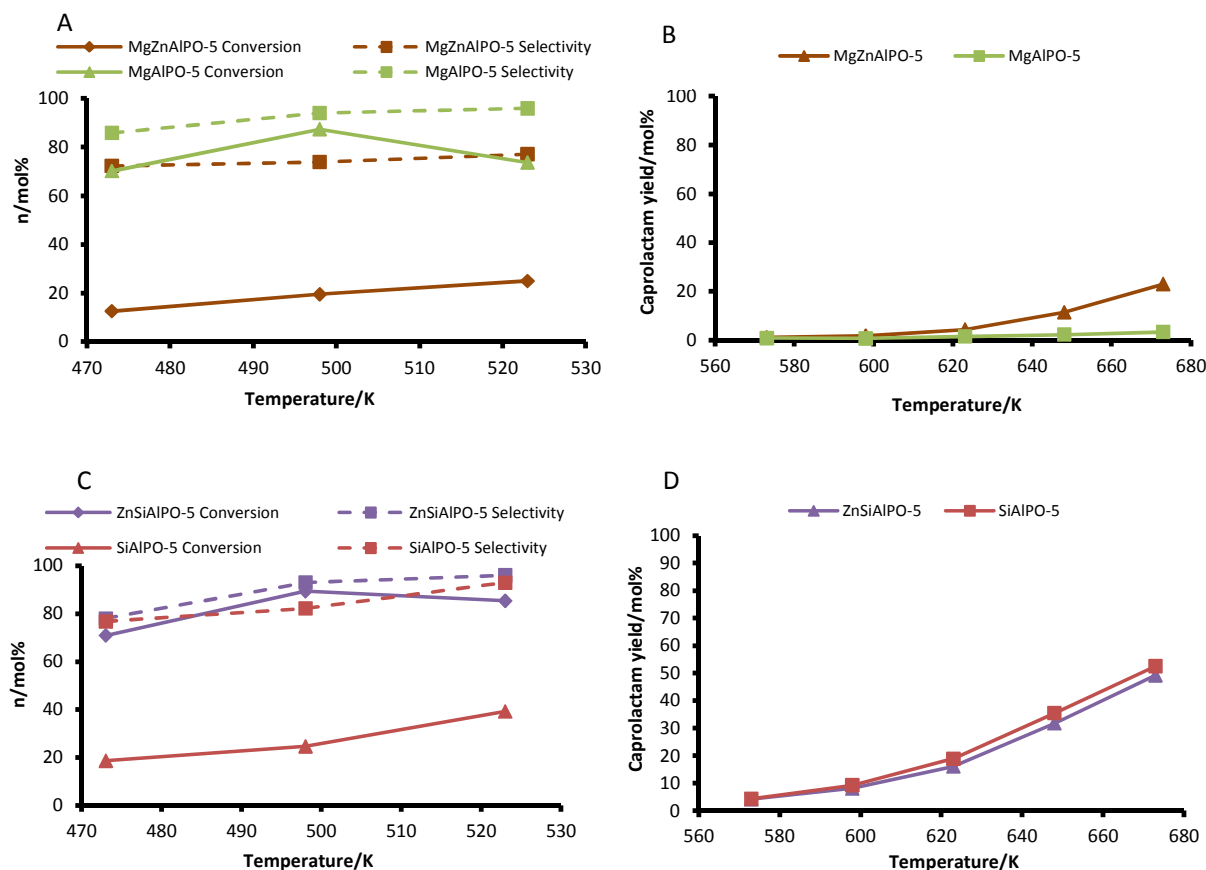 A
MgZnAlPO-5 Conversion MgZnAlPO-5 Selectivity
MgAlPO-5 Conversion MgAlPO-5 Selectivity
100
80
60
40
20
0
n/mol%
470 480 490 500 510 520 530
Temperature/K
B
MgZnAlPO-5 MgAlPO-5
100
80
60
40
20
0
Caprolactam yield/mol%
560 580 600 620 640 660 680
Temperature/K
C
ZnSiAlPO-5 Conversion ZnSiAlPO-5 Selectivity
SiAlPO-5 Conversion SiAlPO-5 Selectivity
100
80
60
40
20
0
n/mol%
470 480 490 500 510 520 530
Temperature/K
D
ZnSiAlPO-5 SiAlPO-5
100
90
80
70
60
50
40
30
20
10
0
Caprolactam yield/mol%
560 580 600 620 640 660 680
Temperature/K